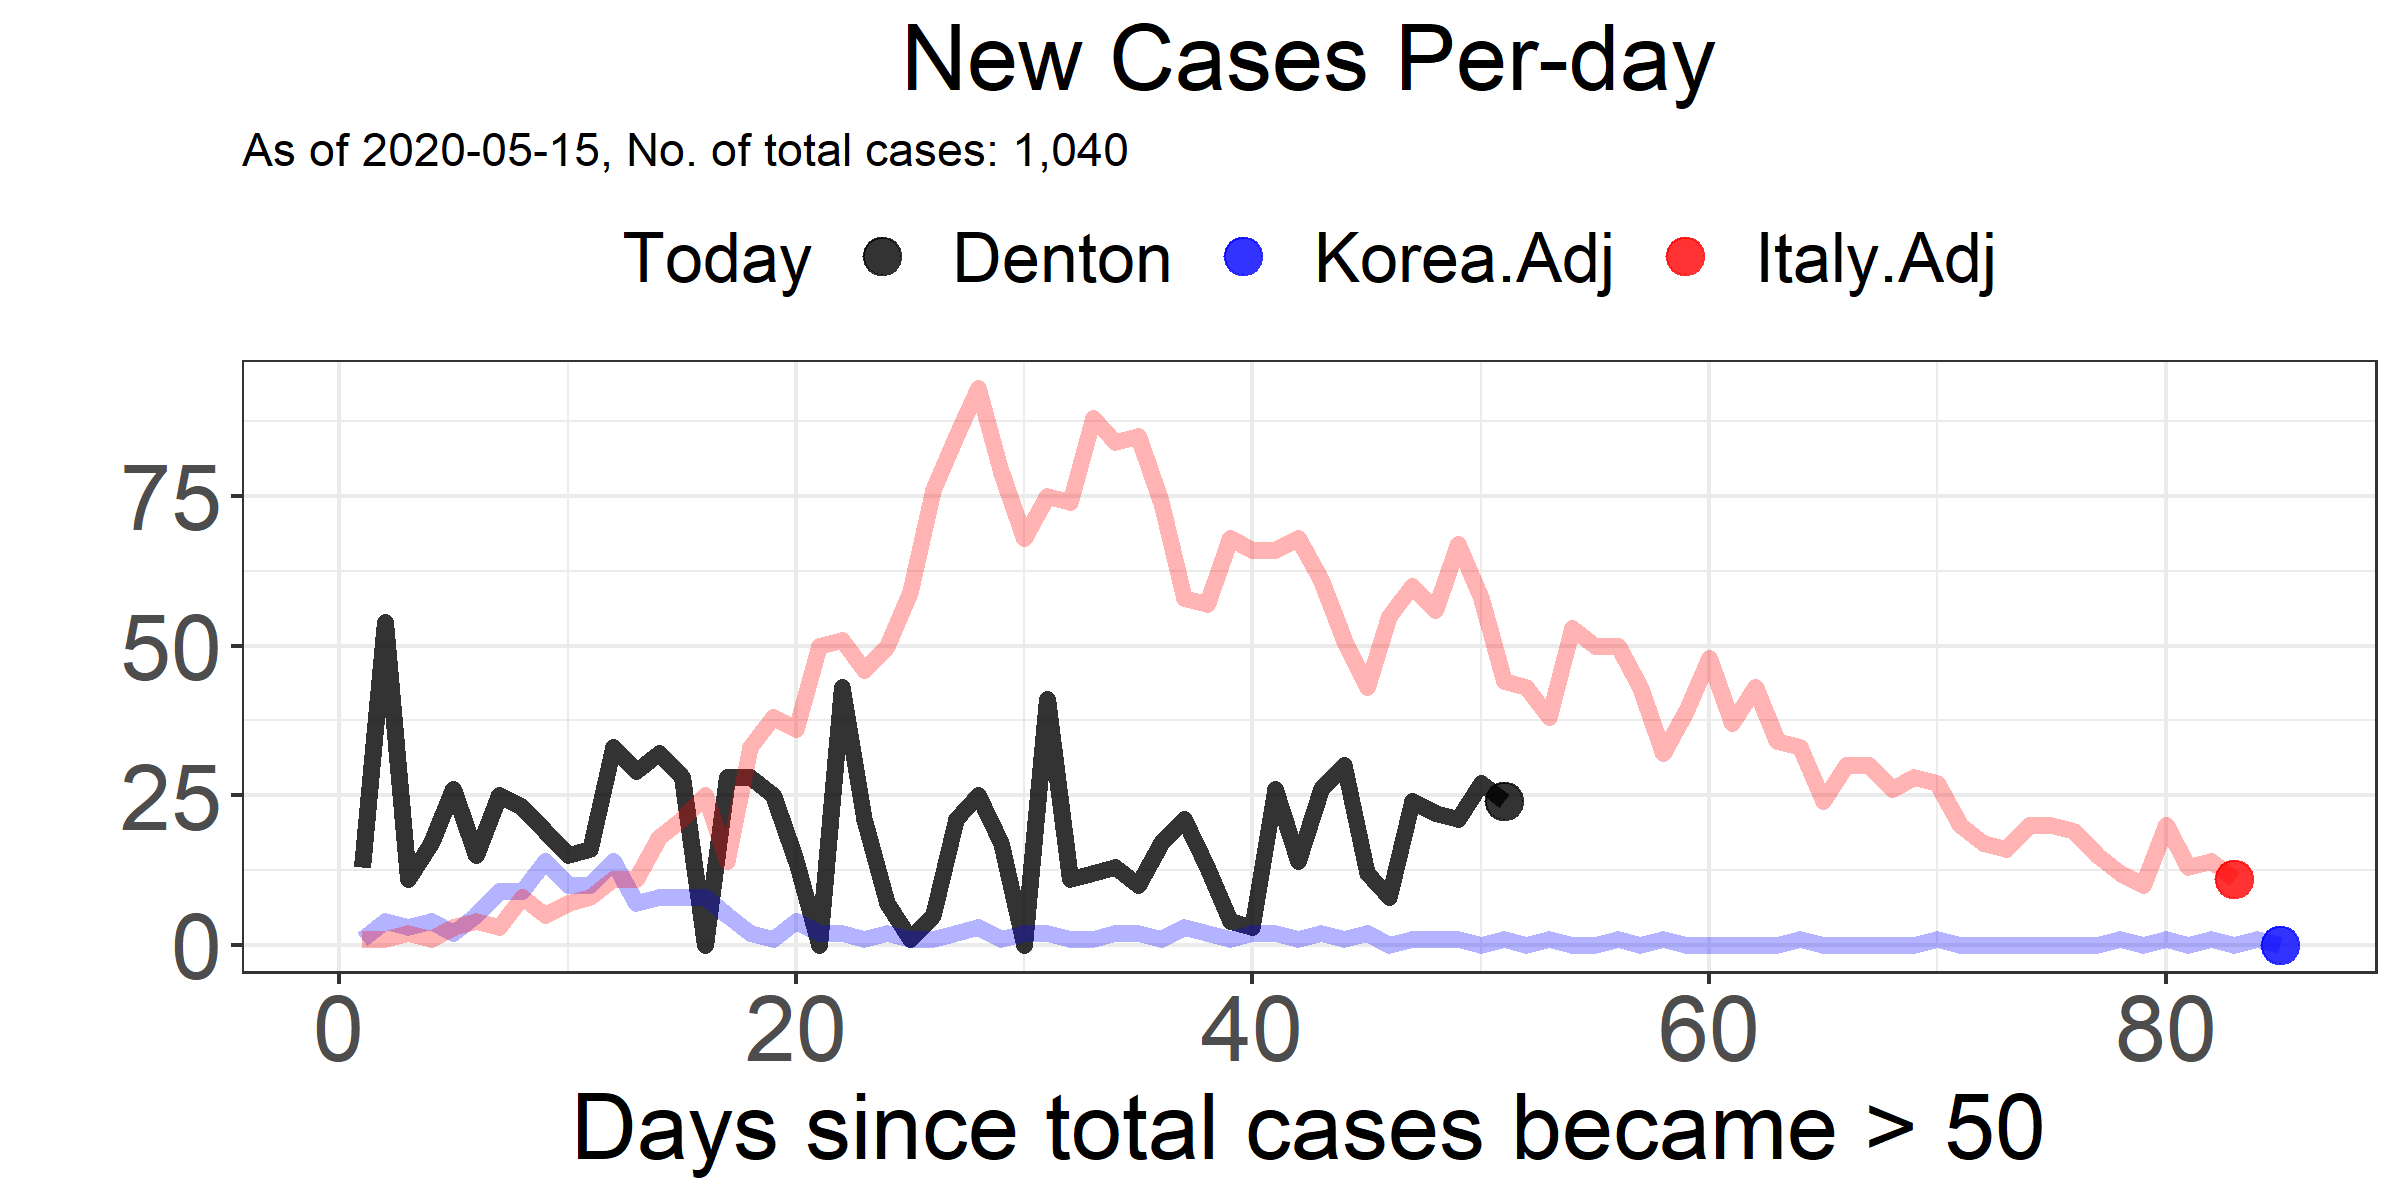 New Cases Per-day
As of 2020-05-15, No. of total cases: 1,040
Today Denton Korea.Adj Italy.Adj
75
50
25
0
0 20 40 60 80
Days since total cases became > 50